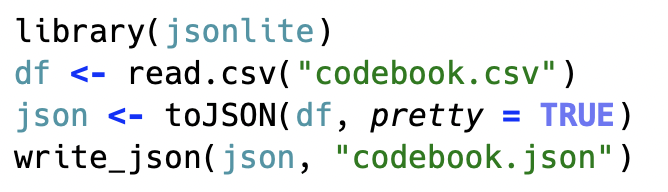 library(jsonlite)
df <- read.csv("codebook.csv")
json <- toJSON(df, pretty = TRUE)
write_json(json, "codebook.json")